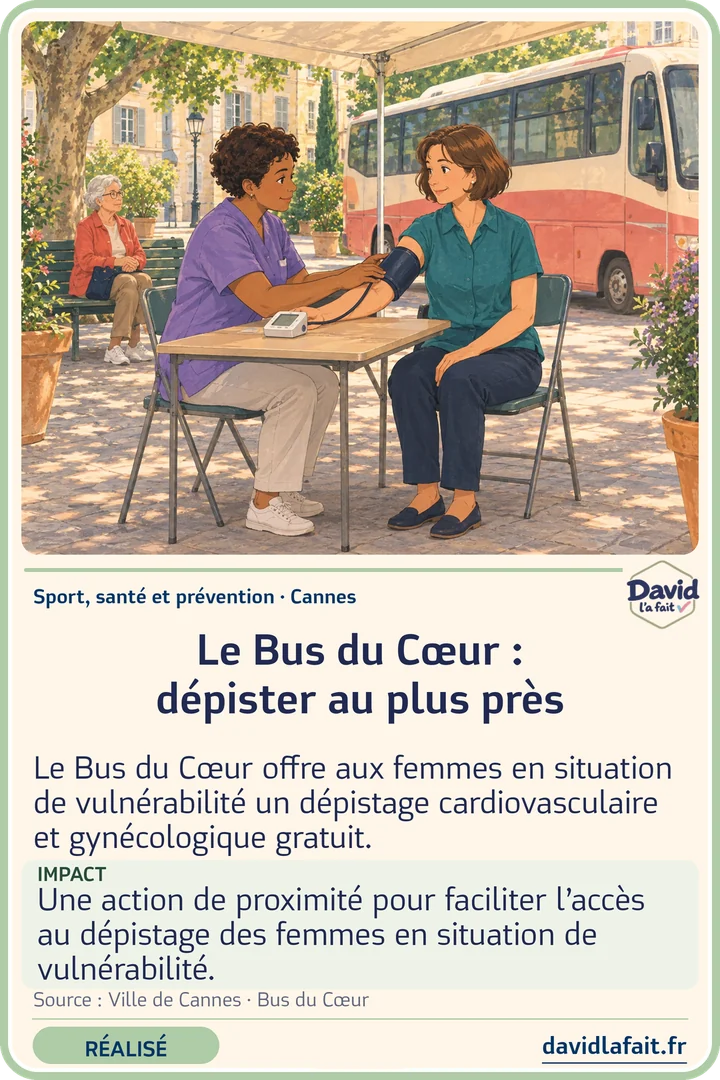 Sport, santé et prévention · Cannes
David
l'a fait
Le Bus du Cœur :
dépister au plus près
Le Bus du Cœur offre aux femmes en situation
de vulnérabilité un dépistage cardiovasculaire
et gynécologique gratuit.
IMPACT
Une action de proximité pour faciliter l’accès
au dépistage des femmes en situation de
vulnérabilité.
Source : Ville de Cannes · Bus du Cœur
RÉALISÉ
davidlafait.fr